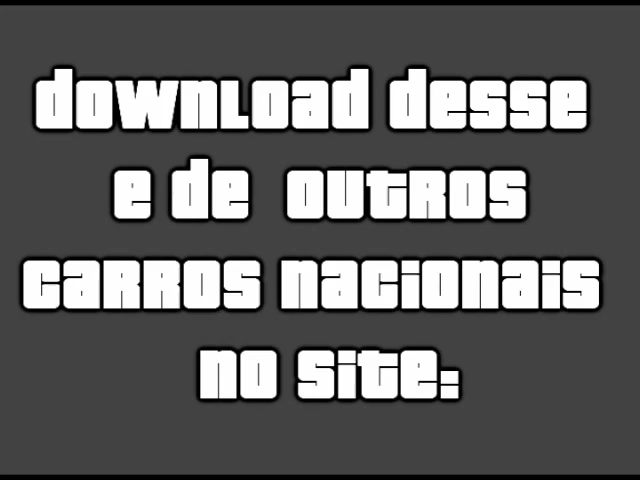 download desse
e de outros
carros nacionais
no site: